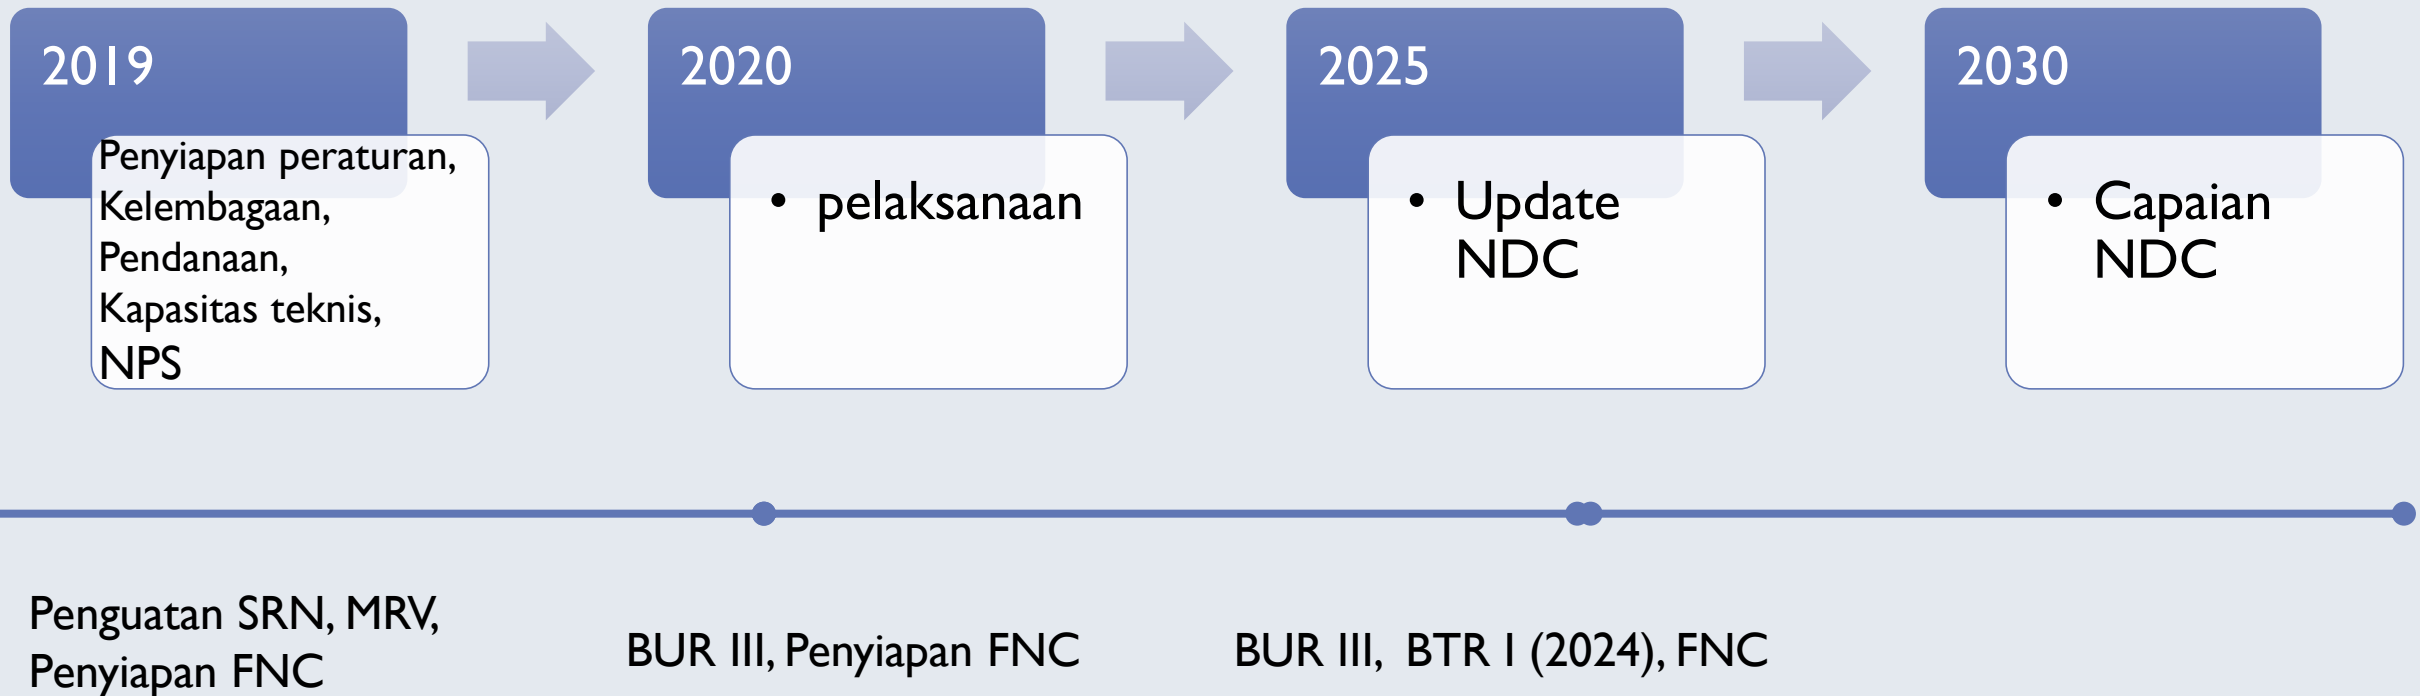 2019
Penyiapan peraturan,
Kelembagaan,
Pendanaan,
Kapasitas teknis,
NPS
2020
• pelaksanaan
2025
• Update
NDC
2030
• Capaian
NDC
Penguatan SRN, MRV,
Penyiapan FNC
BUR III, Penyiapan FNC
BUR III, BTR I (2024), FNC